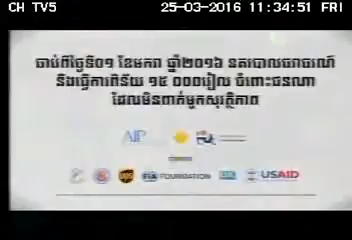 CH TV5 25-03-2016 11:34:51 FRI
ចាប់ពីថ្ងៃទី០១ ខែមករា ឆ្នាំ២០១៦ នគរបាលចរាចរណ៍
នឹងធ្វើការពិន័យ ១៥ ០០០រៀល ចំពោះជនណា
ដែលមិនពាក់មួកសុវត្ថិភាព
AIP
ups FIA FOUNDATION USAID